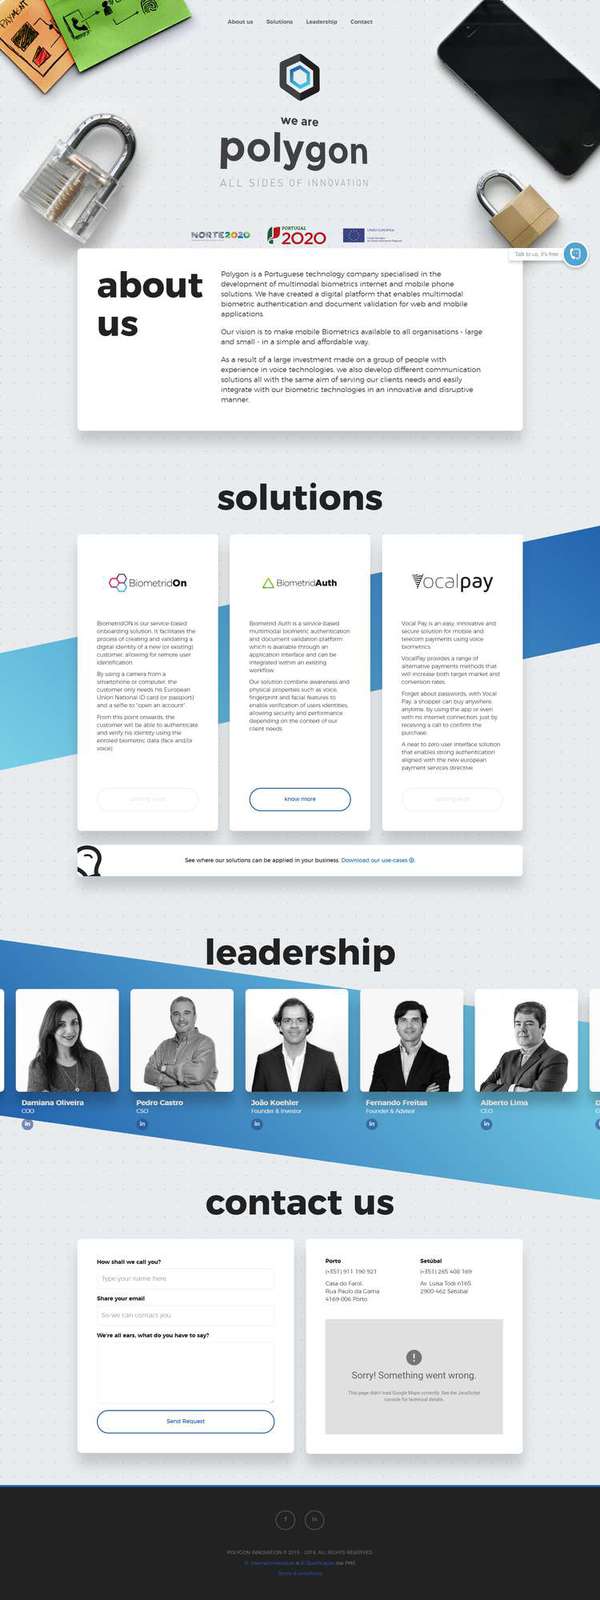 PAYMENT
About us
Solutions
Leadership
Contact
we are
polygon
ALL SIDES OF INNOVATION
NORTE2020
PORTUGAL
2020
UNIÃO EUROPEIA
Talk to us, it's free
about
us
Polygon is a Portuguese technology company specialised in the
development of multimodal biometrics internet and mobile phone
solutions. We have created a digital platform that enables multimodal
biometric authentication and document validation for web and mobile
applications.
Our vision is to make mobile Biometrics available to all organisations - large
and small - in a simple and affordable way.
As a result of a large investment made on a group of people with
experience in voice technologies, we also develop different communication
solutions all with the same aim of serving our clients needs and easily
integrate with our biometric technologies in an innovative and disruptive
manner.
solutions
BiometridOn
BiometridON is our service-based
onboarding solution. It facilitates the
process of creating and validating a
digital identity of a new (or existing)
customer, allowing for remote user
identification.
By using a camera from a
smartphone or computer, the
customer only needs his European
Union National ID card (or passport)
and a selfie to "open an account".
From this point onwards, the
customer will be able to authenticate
and verify his identity using the
enrolled biometric data (face and/or
voice)
BiometridAuth
Biometrid Auth is a service-based
multimodal biometric authentication
and document validation platform
which is available through an
application interface and can be
integrated within an existing
workflow.
Our solution combine awareness and
physical properties such as voice,
fingerprint and facial features to
enable verification of users identities,
allowing security and performance
depending on the context of our
client needs.
know more
Vocalpay
Vocal Pay is an easy, innovative and
secure solution for mobile and
telecom payments using voice
biometrics.
VocalPay provides a range of
alternative payments methods that
will increase both target market and
conversion rates.
Forget about passwords, with Vocal
Pay, a shopper can buy anywhere,
anytime, by using the app or even
with no internet connection, just by
receiving a call to confirm the
purchase.
A near to zero user interface solution
that enables strong authentication
aligned with the new european
payment services directive.
See where our solutions can be applied in your business. Download our use-cases
leadership
Damiana Oliveira
COO
in
Pedro Castro
CSO
in
João Koehler
Founder & Investor
in
Fernando Freitas
Founder & Advisor
in
Alberto Lima
CEO
in
contact us
How shall we call you?
Type your name here
Share your email
So we can contact you
We're all ears, what do you have to say?
Send Request
Porto
(+351) 911 190 921
Casa do Farol,
Rua Paulo da Gama
4169-006 Porto
Setúbal
(+351) 265 400 169
Av. Luisa Todi nº165
2900-462 Setúbal
Sorry! Something went wrong.
This page didn't load Google Maps correctly. See the JavaScript
console for technical details.
f
in